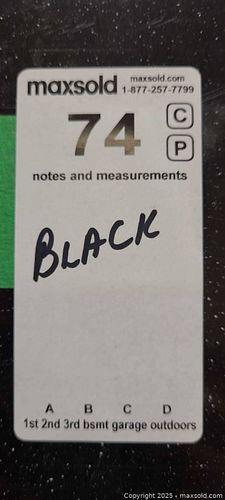 maxsold maxsold.com
1-877-257-7799
74 C
P
notes and measurements
BLACK
A B C D
1st 2nd 3rd bsmt garage outdoors
Copyright 2025 - maxsold.com